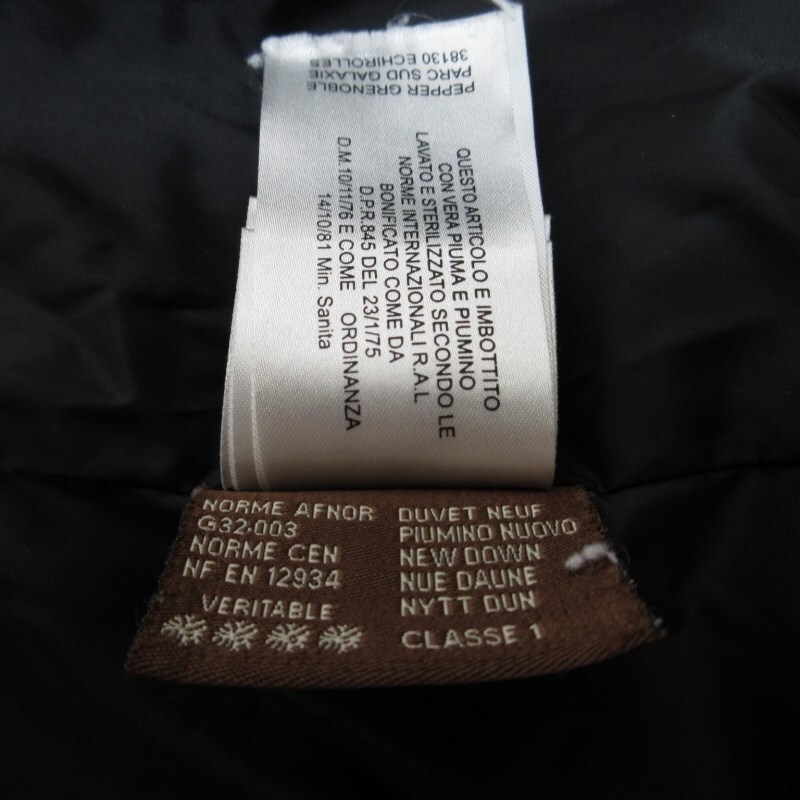 PEPPER GRENOBLE
PARC SUD GALAXIE
38130 ECHIROLLES
QUESTO ARTICOLO E IMBOTTITO
CON VERA PIUMA E PIUMINO
LAVATO E STERILIZZATO SECONDO LE
NORME INTERNAZIONALI R.A.L
BONIFICATO COME DA
D.P.R.845 DEL 23/1/75
D.M.10/11/76 E COME ORDINANZA
14/10/81 Min. Sanita
NORME AFNOR
G32.003
NORME CEN
NF EN 12934
VERITABLE
DUVET NEUF
PIUMINO NUOVO
NEW DOWN
NUE DAUNE
NYTT DUN
CLASSE 1